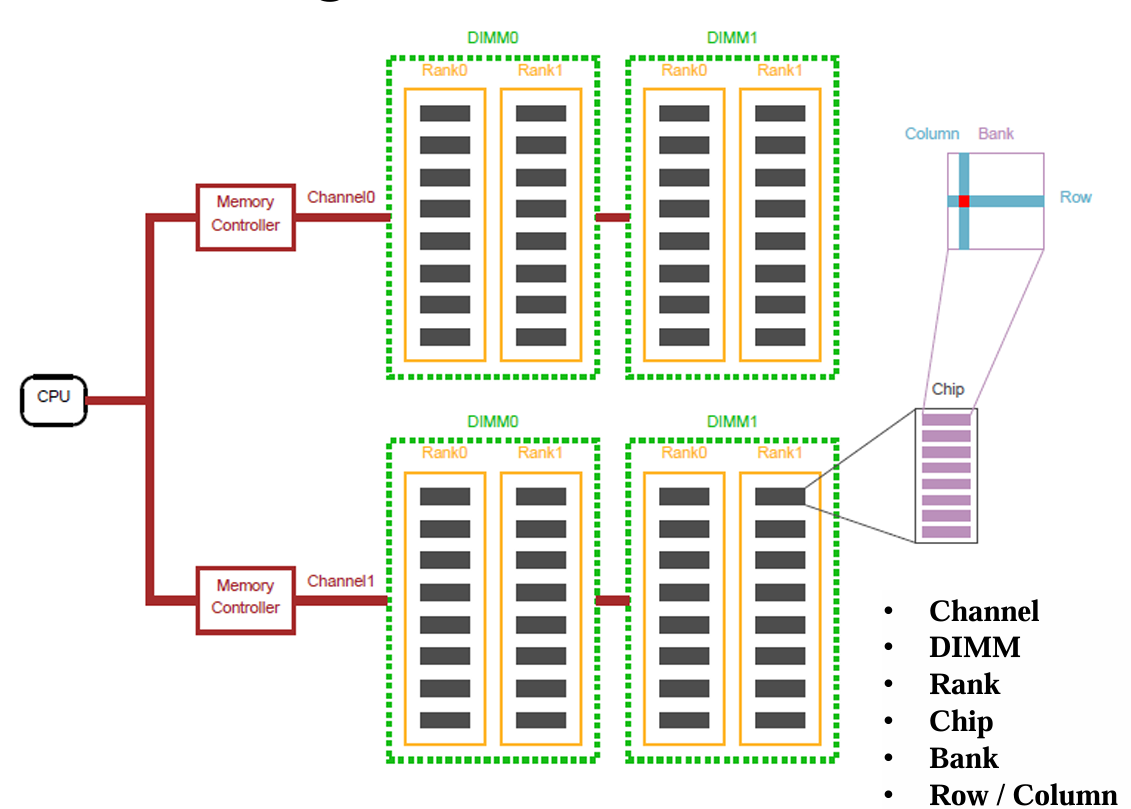 DIMM0
DIMM1
Rank0
Rank1
Rank0
Rank1
Column
Bank
Row
Memory
Controller
Channel0
CPU
Chip
DIMM0
DIMM1
Rank0
Rank1
Rank0
Rank1
Memory
Controller
Channel1
• Channel
• DIMM
• Rank
• Chip
• Bank
• Row / Column